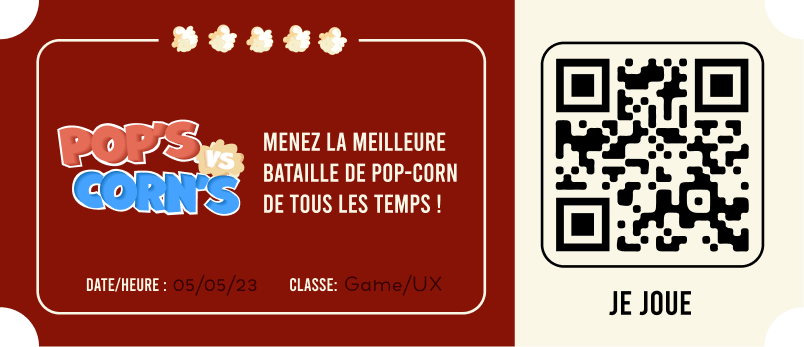 POP'S
VS
CORN'S
MENEZ LA MEILLEURE
BATAILLE DE POP-CORN
DE TOUS LES TEMPS !
DATE/HEURE : 05/05/23
CLASSE: Game/UX
JE JOUE